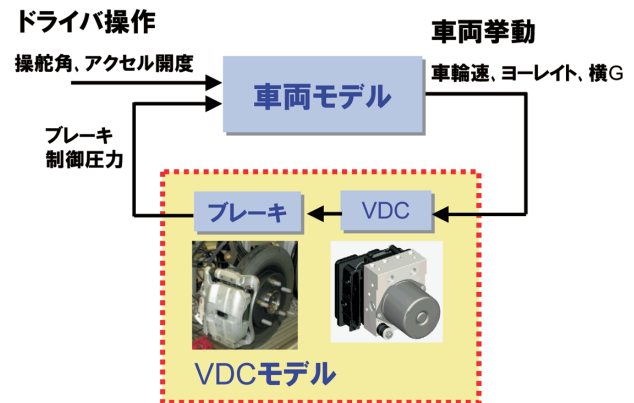 ドライバ操作
操舵角、アクセル開度
車両モデル
車両挙動
車輪速、ヨーレイト、横G
ブレーキ
制御圧力
ブレーキ
VDC
VDCモデル